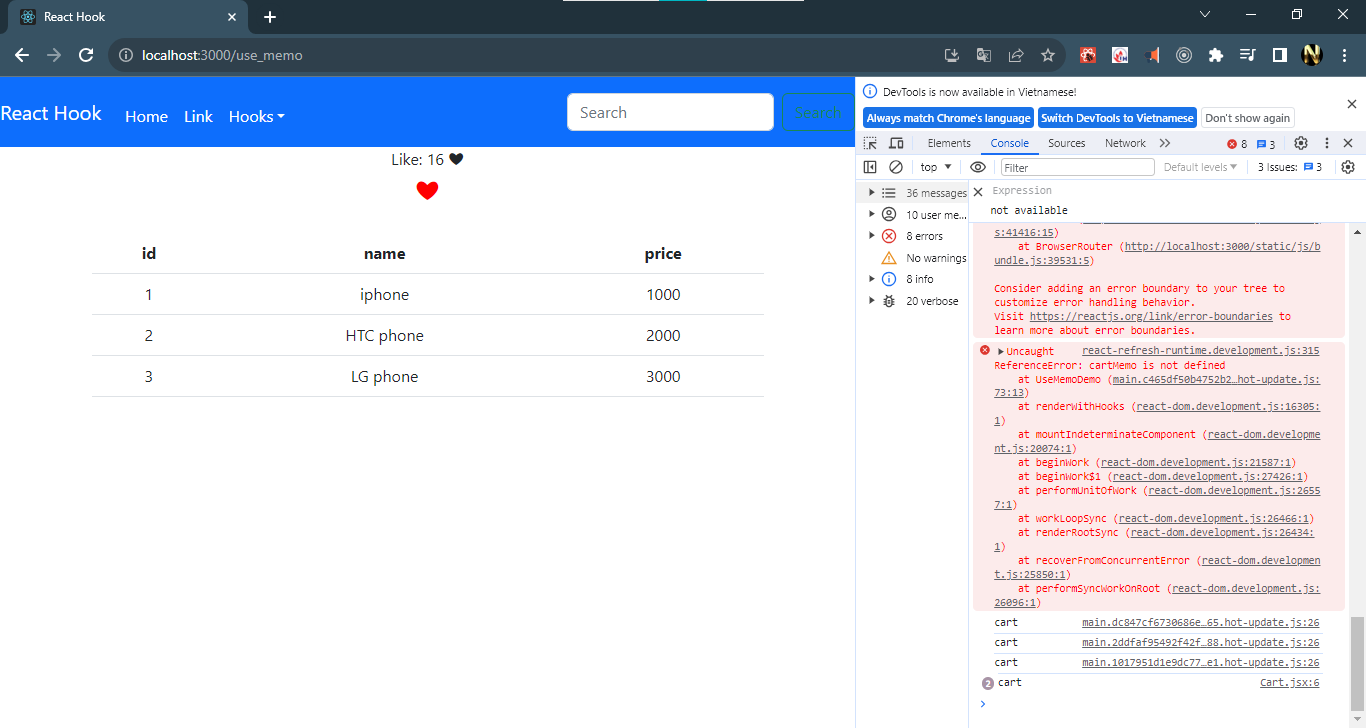 React Hook
localhost:3000/use_memo
React Hook Home Link Hooks Search Search
Like: 16
id name price
1 iphone 1000
2 HTC phone 2000
3 LG phone 3000
DevTools is now available in Vietnamese!
Always match Chrome's language Switch DevTools to Vietnamese Don't show again
Elements Console Sources Network 8 3
top Filter Default levels 3 Issues: 3
36 messages
10 user me...
8 errors
No warnings
8 info
20 verbose
Expression
not available
s:41416:15)
at BrowserRouter (http://localhost:3000/static/js/b
undle.js:39531:5)
Consider adding an error boundary to your tree to
customize error handling behavior.
Visit https://reactjs.org/link/error-boundaries to
learn more about error boundaries.
Uncaught react-refresh-runtime.development.js:315
ReferenceError: cartMemo is not defined
at UseMemoDemo (main.c465df50b4752b2…hot-update.js:
73:13)
at renderWithHooks (react-dom.development.js:16305:
1)
at mountIndeterminateComponent (react-dom.developme
nt.js:20074:1)
at beginWork (react-dom.development.js:21587:1)
at beginWork$1 (react-dom.development.js:27426:1)
at performUnitOfWork (react-dom.development.js:2655
7:1)
at workLoopSync (react-dom.development.js:26466:1)
at renderRootSync (react-dom.development.js:26434:
1)
at recoverFromConcurrentError (react-dom.developmen
t.js:25850:1)
at performSyncWorkOnRoot (react-dom.development.js:
26096:1)
cart main.dc847cf6730686e…65.hot-update.js:26
cart main.2ddfaf95492f42f…88.hot-update.js:26
cart main.1017951d1e9dc77…e1.hot-update.js:26
2 cart Cart.jsx:6